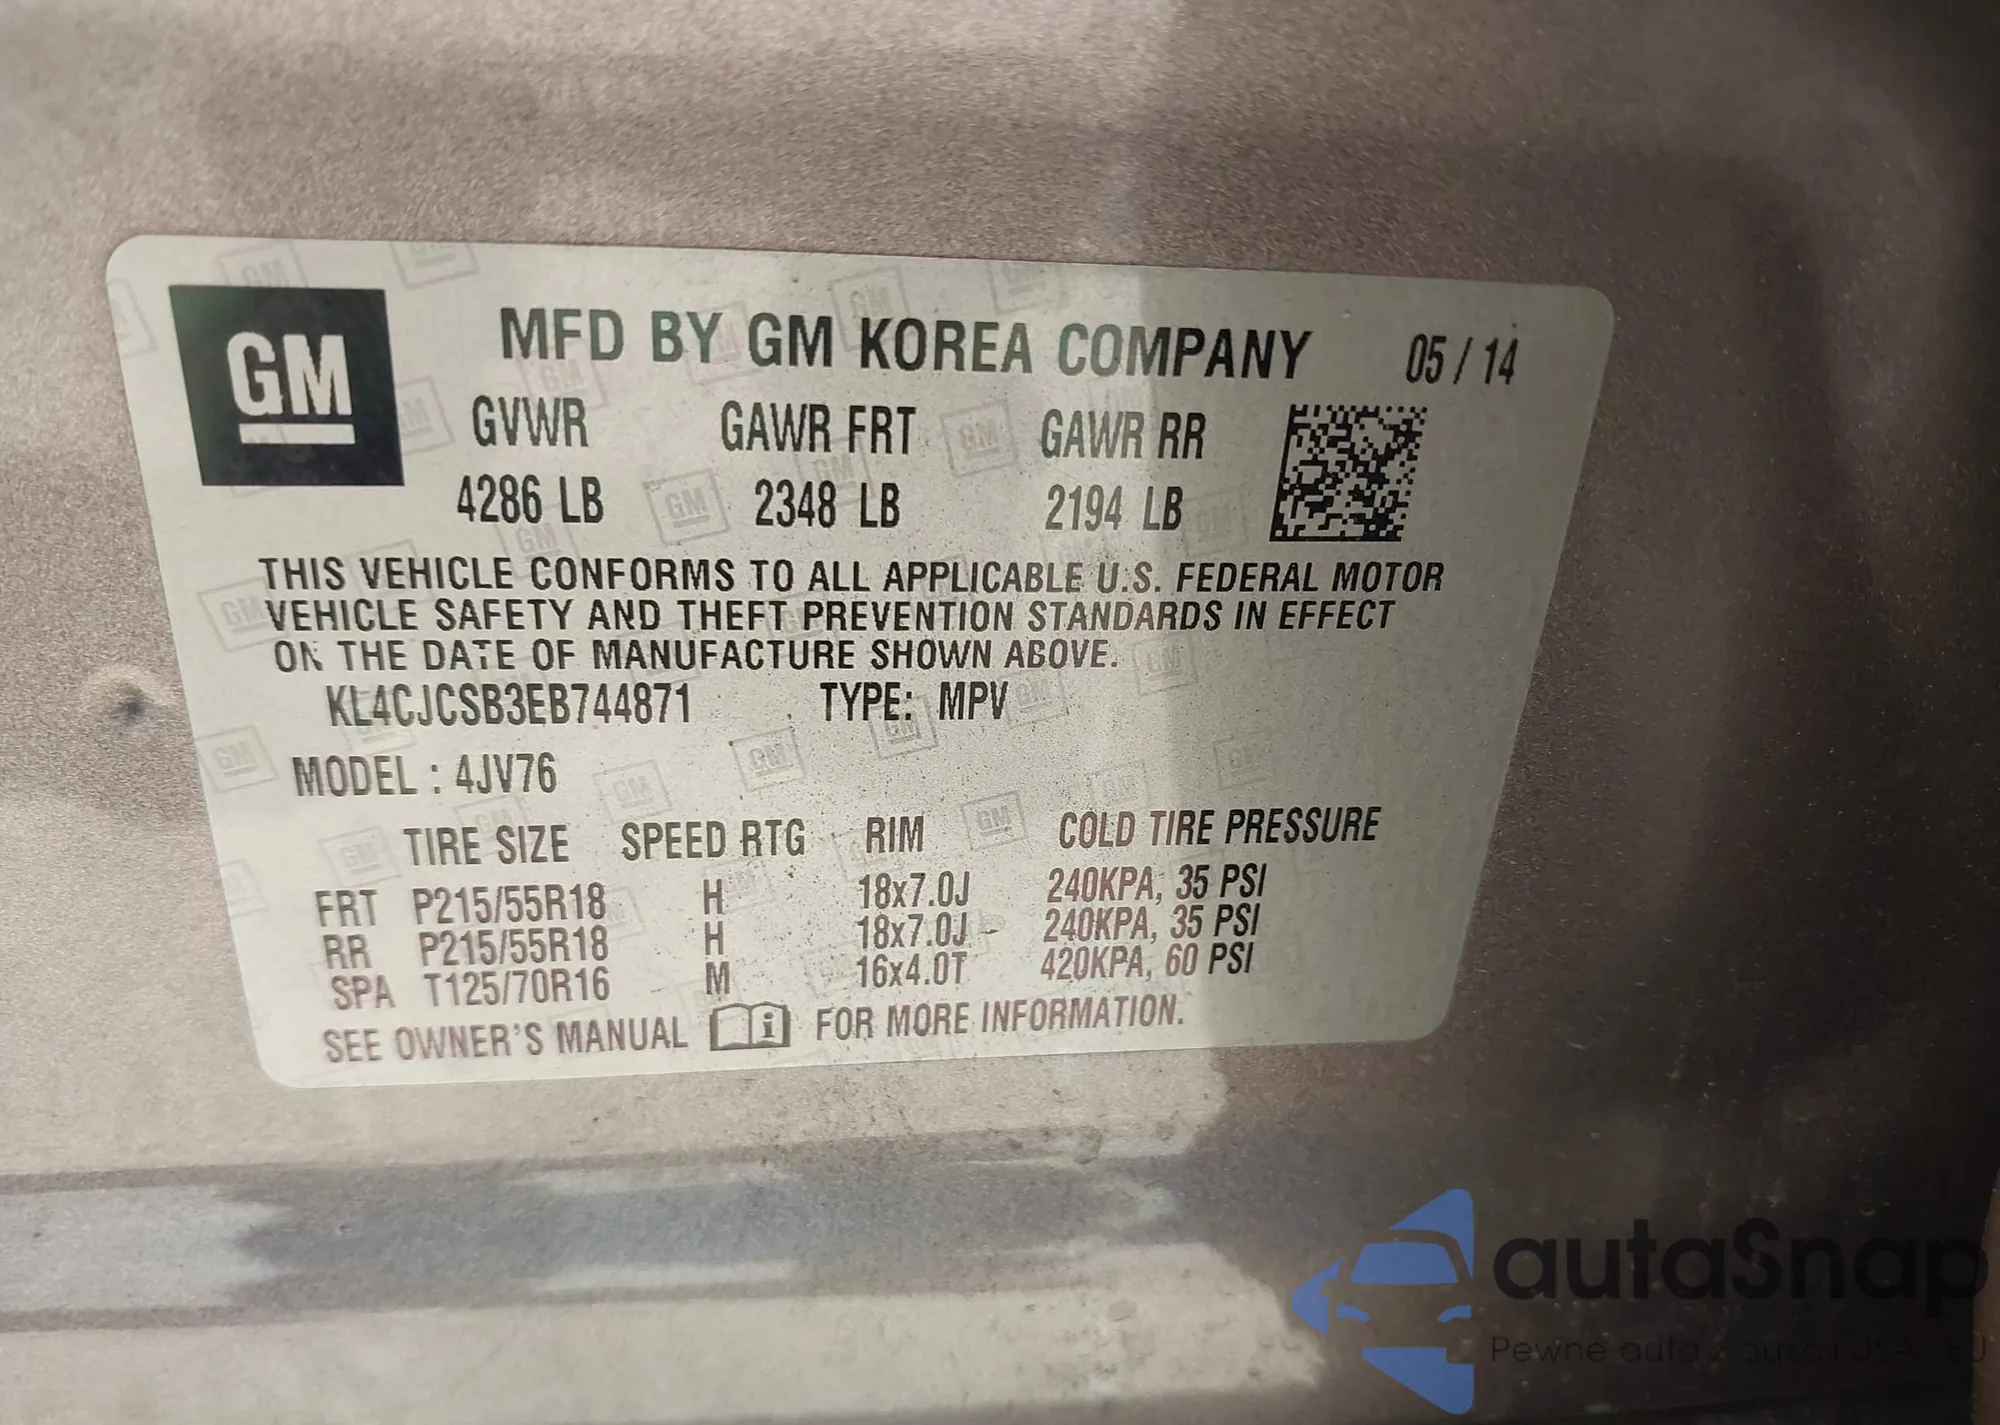 GM
MFD BY GM KOREA COMPANY 05 / 14
GVWR GAWR FRT GAWR RR
4286 LB 2348 LB 2194 LB
THIS VEHICLE CONFORMS TO ALL APPLICABLE U.S. FEDERAL MOTOR
VEHICLE SAFETY AND THEFT PREVENTION STANDARDS IN EFFECT
ON THE DATE OF MANUFACTURE SHOWN ABOVE.
KL4CJCSB3EB744871 TYPE: MPV
MODEL : 4JV76
TIRE SIZE SPEED RTG RIM COLD TIRE PRESSURE
FRT P215/55R18 H 18x7.0J 240KPA, 35 PSI
RR P215/55R18 H 18x7.0J 240KPA, 35 PSI
SPA T125/70R16 M 16x4.0T 420KPA, 60 PSI
SEE OWNER'S MANUAL i FOR MORE INFORMATION.
autaSnap
Pewne auta z